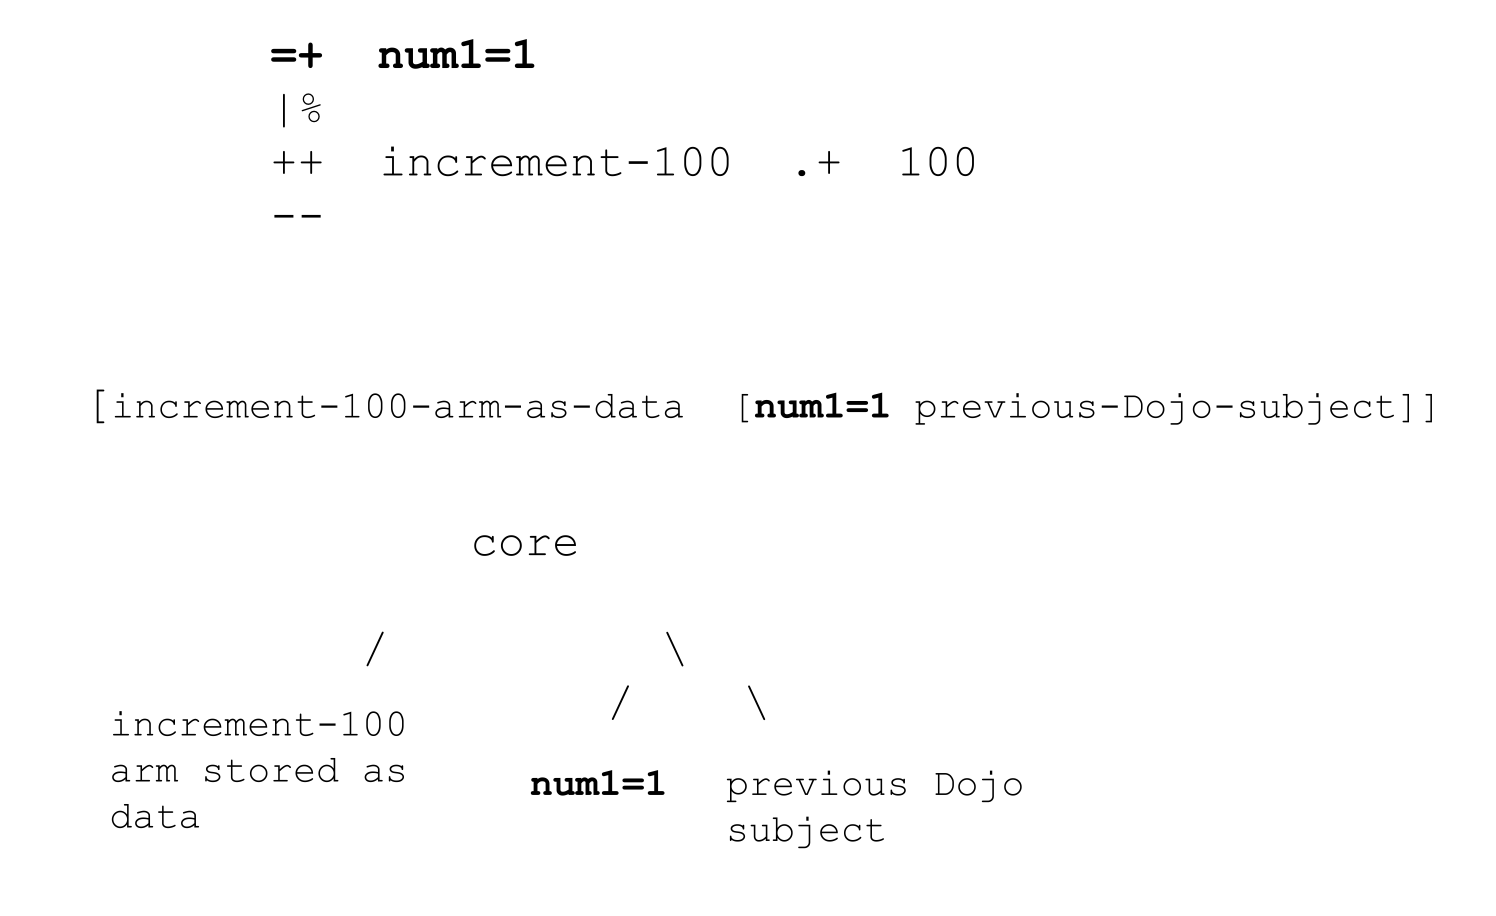 =+  num1=1
|%
++  increment-100  .+  100
--
[increment-100-arm-as-data  [num1=1 previous-Dojo-subject]]
core
/ \
/ \
increment-100
arm stored as
data
num1=1
previous Dojo
subject